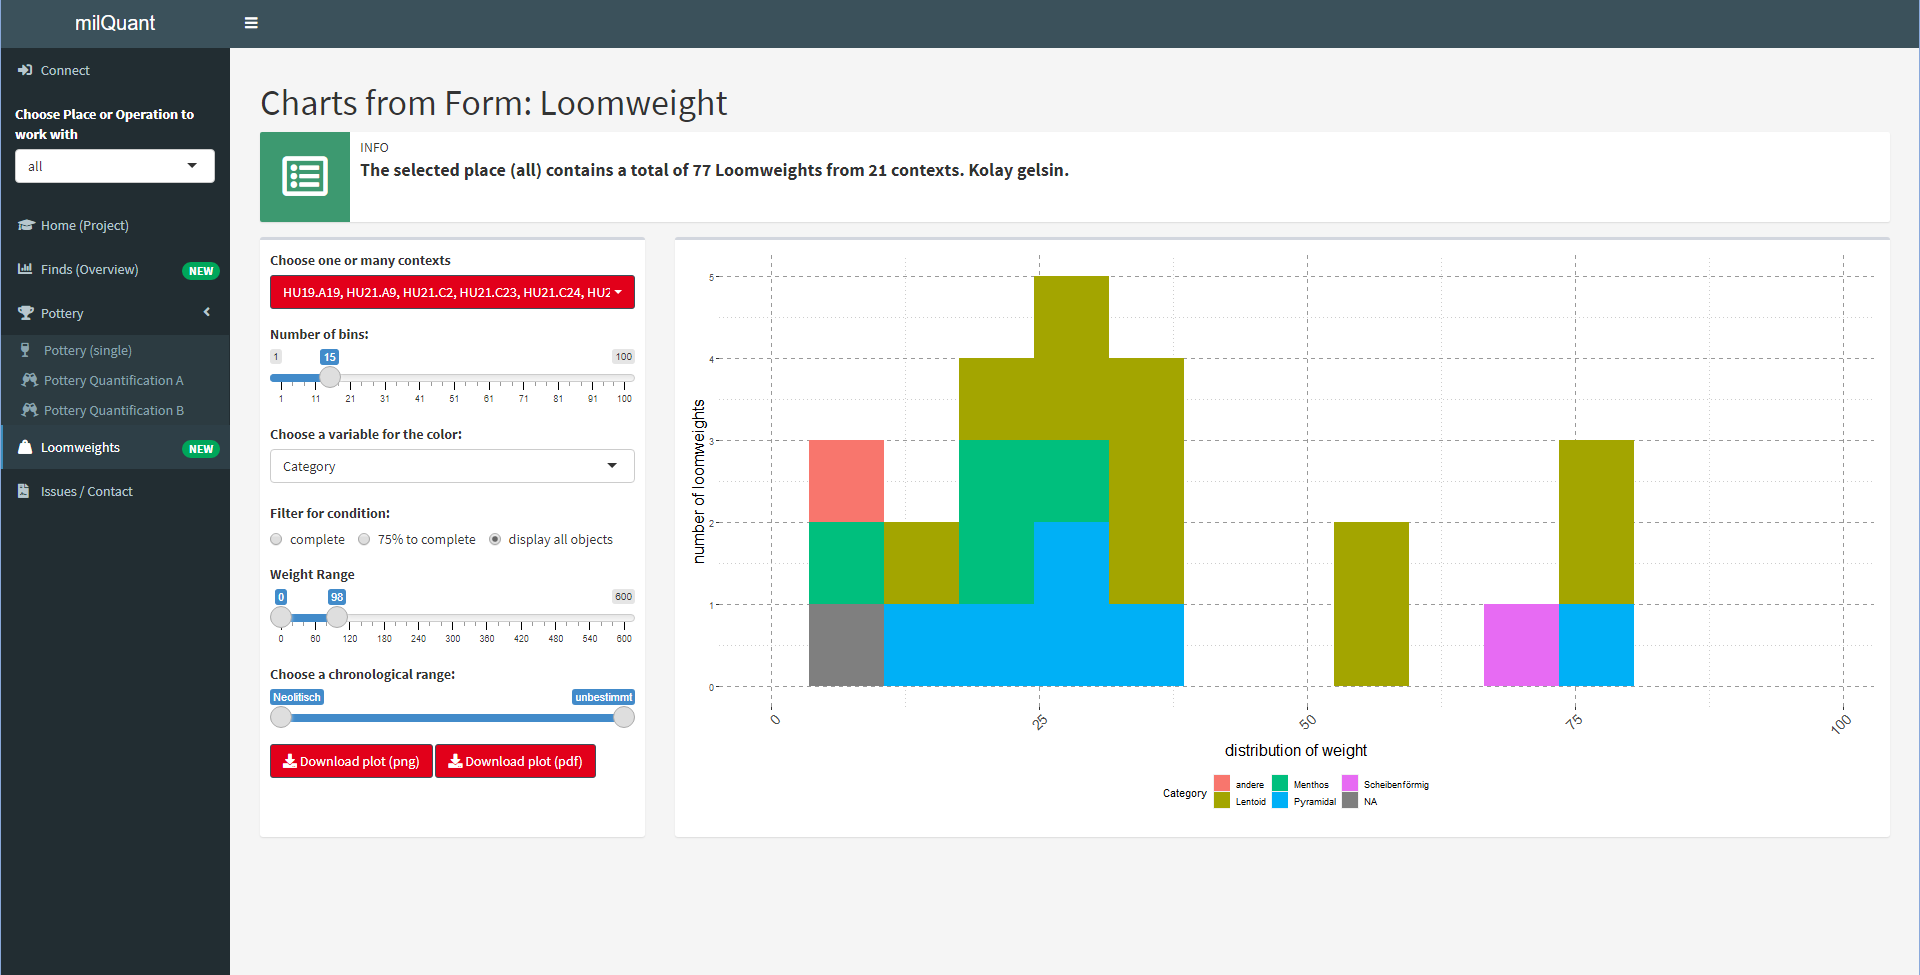 milQuant
Connect
Choose Place or Operation to
work with
all
Home (Project)
Finds (Overview) NEW
Pottery
Pottery (single)
Pottery Quantification A
Pottery Quantification B
Loomweights NEW
Issues / Contact
Charts from Form: Loomweight
INFO
The selected place (all) contains a total of 77 Loomweights from 21 contexts. Kolay gelsin.
Choose one or many contexts
HU19.A19, HU21.A9, HU21.C2, HU21.C23, HU21.C24, HU2
Number of bins:
1 15 100
1 11 21 31 41 51 61 71 81 91 100
Choose a variable for the color:
Category
Filter for condition:
complete 75% to complete display all objects
Weight Range
0 98 600
0 60 120 180 240 300 360 420 480 540 600
Choose a chronological range:
Neolitisch unbestimmt
Download plot (png) Download plot (pdf)
number of loomweights
5
4
3
2
1
0
0 25 50 75 100
distribution of weight
Category
andere Menthos Scheibenförmig
Lentoid Pyramidal NA